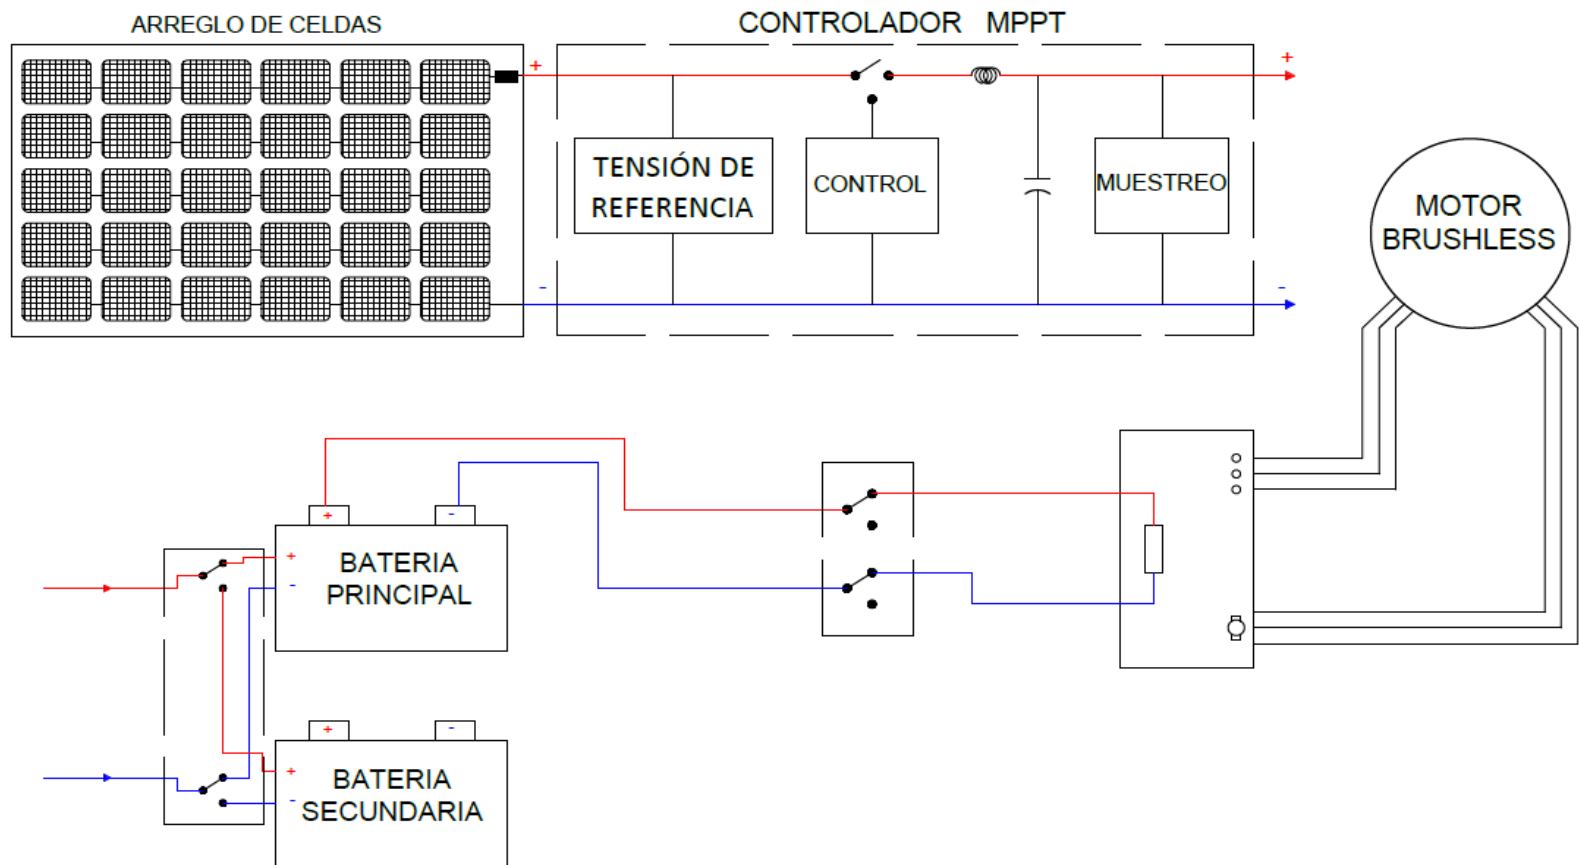 ARREGLO DE CELDAS
CONTROLADOR MPPT
+
+
TENSIÓN DE
REFERENCIA
CONTROL
MUESTREO
-
-
MOTOR
BRUSHLESS
+
-
+
-
BATERIA
PRINCIPAL
+
-
+
-
BATERIA
SECUNDARIA